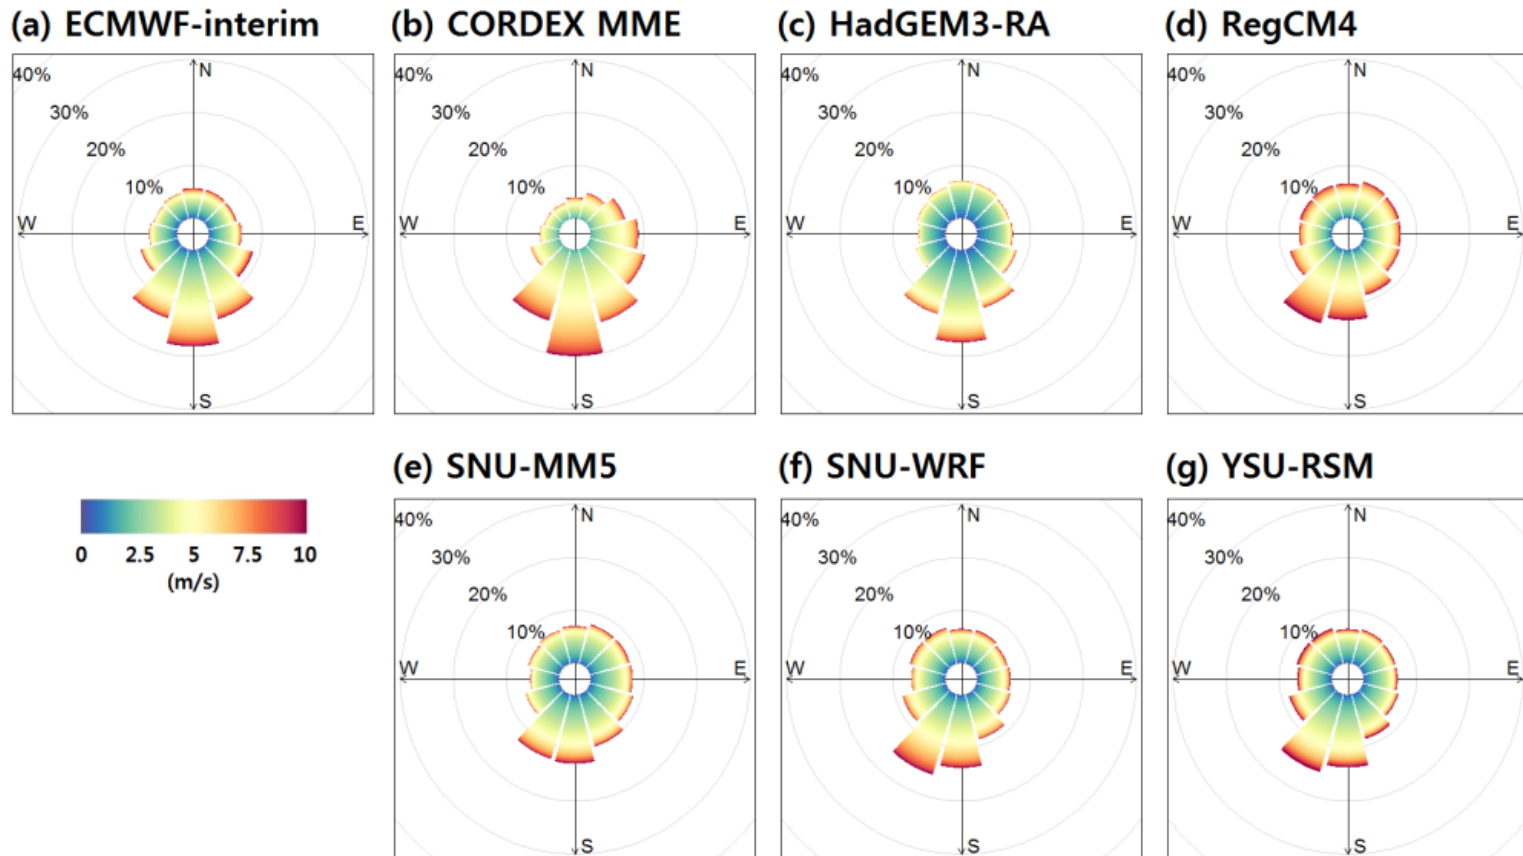 (a) ECMWF-interim
(b) CORDEX MME
(c) HadGEM3-RA
(d) RegCM4
40%
30%
20%
10%
N
W
E
S
40%
30%
20%
10%
N
W
E
S
40%
30%
20%
10%
N
W
E
S
40%
30%
20%
10%
N
W
E
S
(e) SNU-MM5
(f) SNU-WRF
(g) YSU-RSM
0 2.5 5 7.5 10
(m/s)
40%
30%
20%
10%
N
W
E
S
40%
30%
20%
10%
N
W
E
S
40%
30%
20%
10%
N
W
E
S